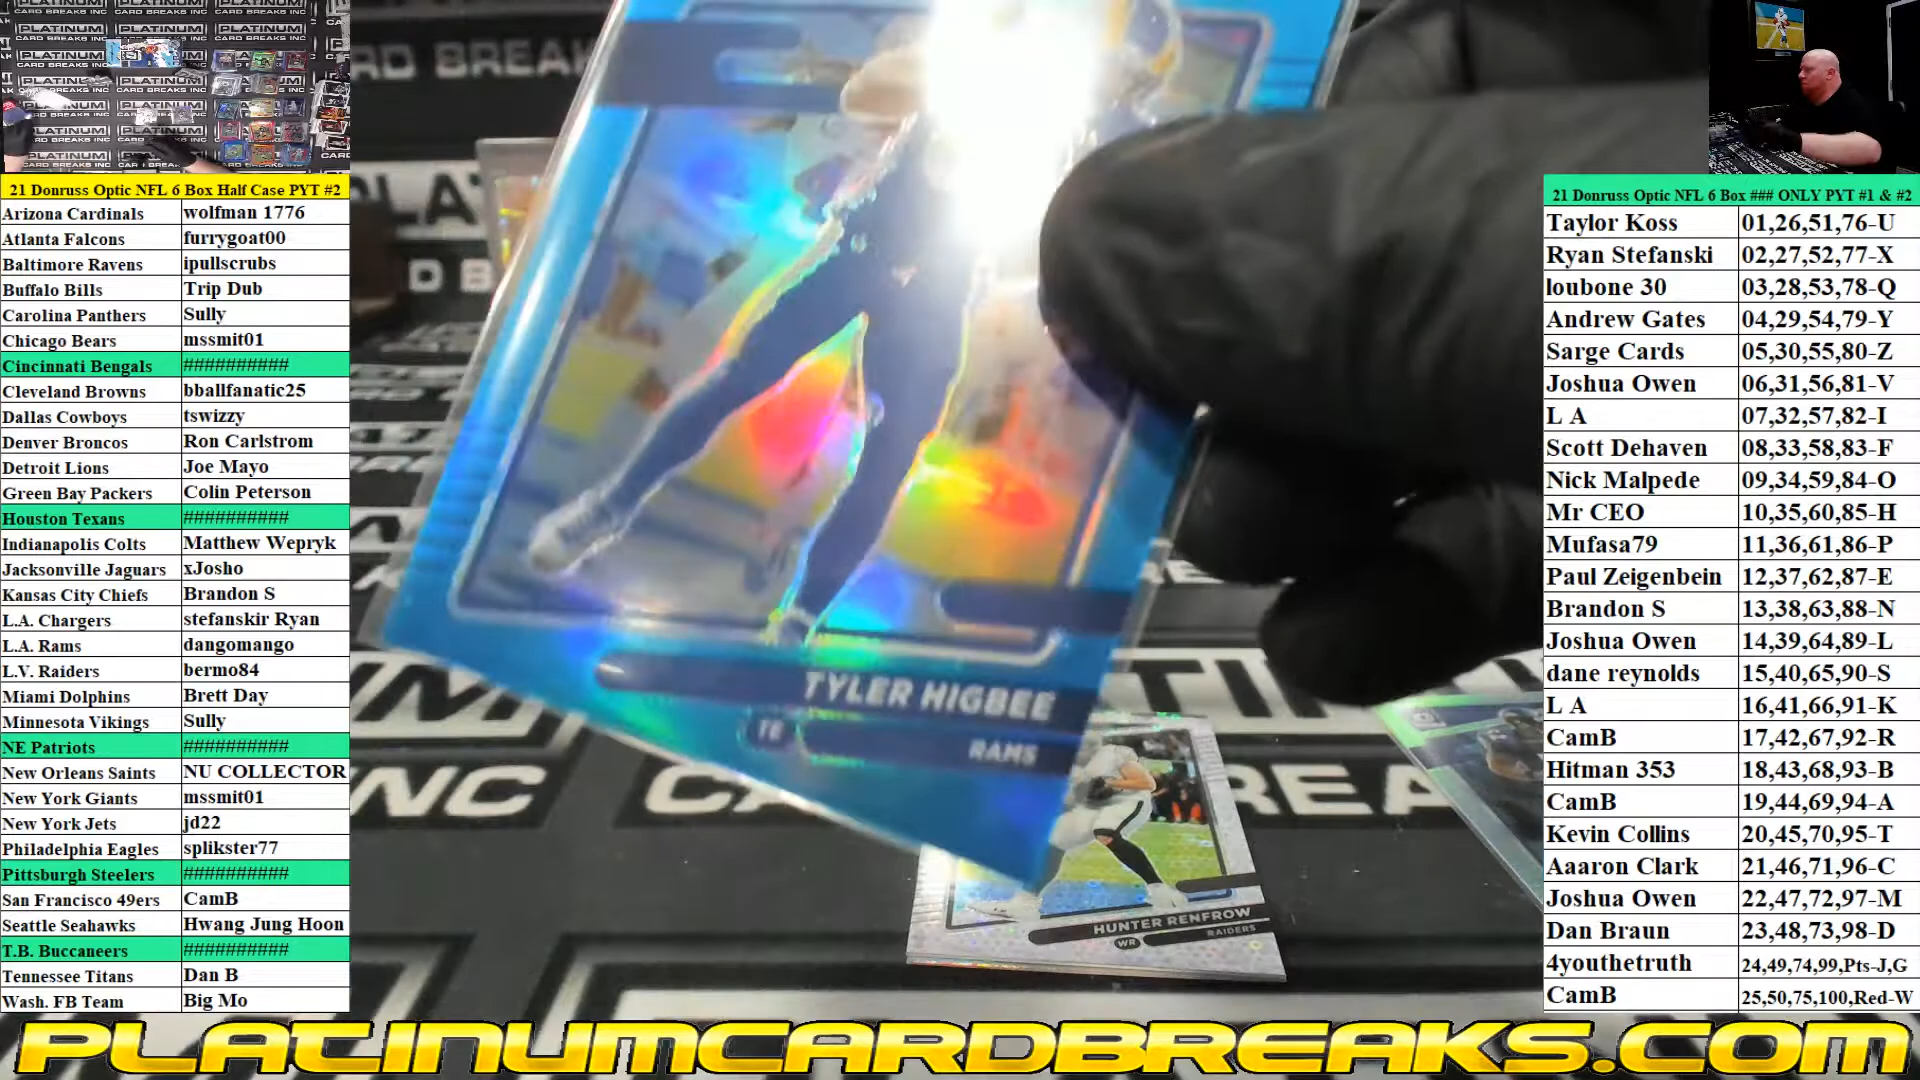 21 Donruss Optic NFL 6 Box Half Case PYT #2
Arizona Cardinals wolfman 1776
Atlanta Falcons furrygoat00
Baltimore Ravens ipullscrubs
Buffalo Bills Trip Dub
Carolina Panthers Sully
Chicago Bears mssmit01
Cincinnati Bengals ##########
Cleveland Browns bballfanatic25
Dallas Cowboys tswizzy
Denver Broncos Ron Carlstrom
Detroit Lions Joe Mayo
Green Bay Packers Colin Peterson
Houston Texans ##########
Indianapolis Colts Matthew Wepryk
Jacksonville Jaguars xJosho
Kansas City Chiefs Brandon S
L.A. Chargers stefanskir Ryan
L.A. Rams dangomango
L.V. Raiders bermo84
Miami Dolphins Brett Day
Minnesota Vikings Sully
NE Patriots ##########
New Orleans Saints NU COLLECTOR
New York Giants mssmit01
New York Jets jd22
Philadelphia Eagles splikster77
Pittsburgh Steelers ##########
San Francisco 49ers CamB
Seattle Seahawks Hwang Jung Hoon
T.B. Buccaneers ##########
Tennessee Titans Dan B
Wash. FB Team Big Mo
TYLER HIGBEE
TE RAMS
HUNTER RENFROW
WR RAIDERS
21 Donruss Optic NFL 6 Box ### ONLY PYT #1 & #2
Taylor Koss 01,26,51,76-U
Ryan Stefanski 02,27,52,77-X
loubone 30 03,28,53,78-Q
Andrew Gates 04,29,54,79-Y
Sarge Cards 05,30,55,80-Z
Joshua Owen 06,31,56,81-V
L A 07,32,57,82-I
Scott Dehaven 08,33,58,83-F
Nick Malpede 09,34,59,84-O
Mr CEO 10,35,60,85-H
Mufasa79 11,36,61,86-P
Paul Zeigenbein 12,37,62,87-E
Brandon S 13,38,63,88-N
Joshua Owen 14,39,64,89-L
dane reynolds 15,40,65,90-S
L A 16,41,66,91-K
CamB 17,42,67,92-R
Hitman 353 18,43,68,93-B
CamB 19,44,69,94-A
Kevin Collins 20,45,70,95-T
Aaaron Clark 21,46,71,96-C
Joshua Owen 22,47,72,97-M
Dan Braun 23,48,73,98-D
4youthetruth 24,49,74,99,Pts-J,G
CamB 25,50,75,100,Red-W
PLATINUMCARDBREAKS.COM